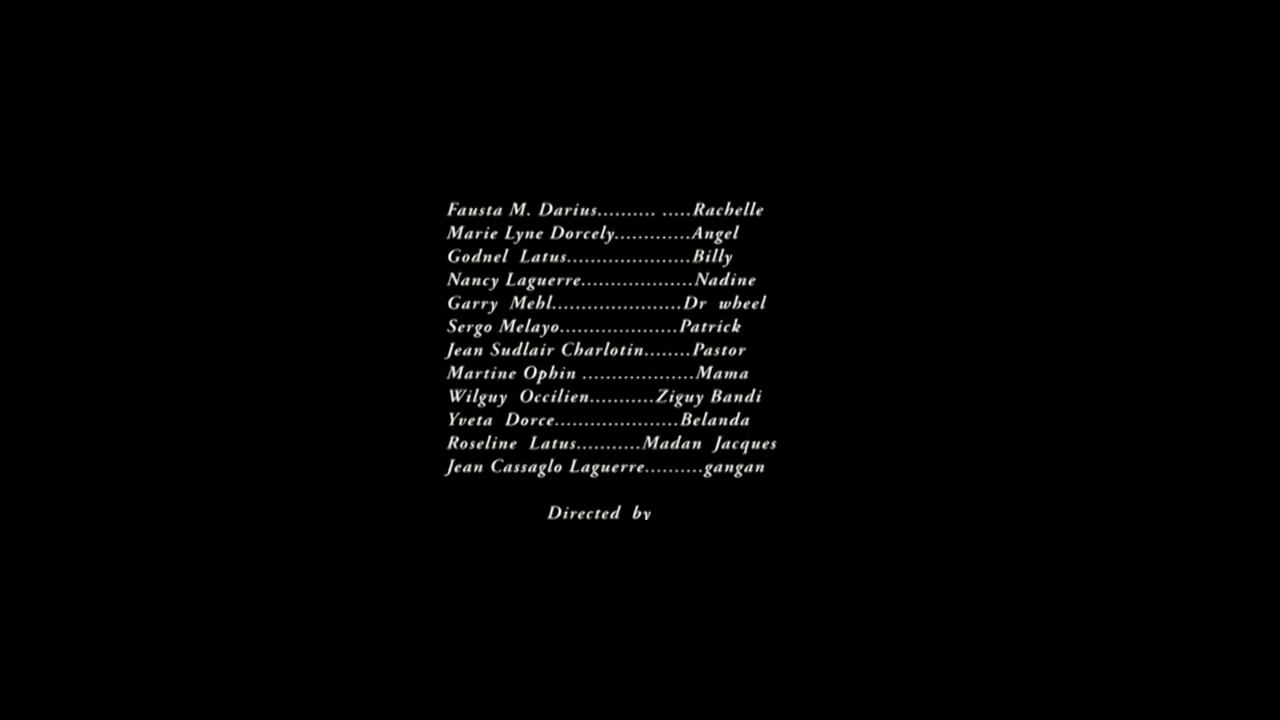 Fausta M. Darius.......... .....Rachelle
Marie Lyne Dorcely.............Angel
Godnel Latus.....................Billy
Nancy Laguerre...................Nadine
Garry Mehl......................Dr wheel
Sergo Melayo....................Patrick
Jean Sudlair Charlotin........Pastor
Martine Ophin ...................Mama
Wilguy Occilien...........Ziguy Bandi
Yveta Dorce.....................Belanda
Roseline Latus...........Madan Jacques
Jean Cassaglo Laguerre..........gangan
Directed by